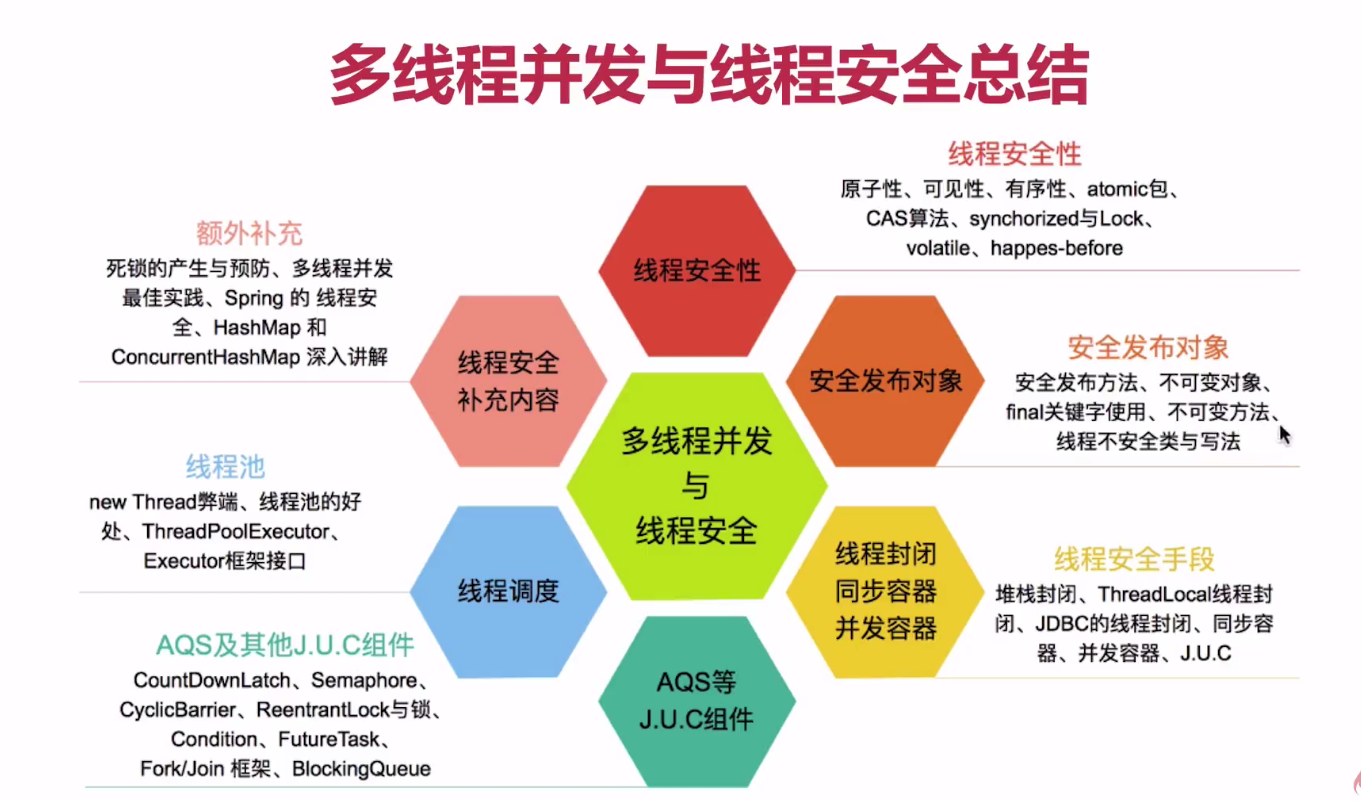 多线程并发与线程安全总结
线程安全性
原子性、可见性、有序性、atomic包、
CAS算法、synchorized与Lock、
volatile、happes-before
额外补充
死锁的产生与预防、多线程并发
最佳实践、Spring 的 线程安
全、HashMap 和
ConcurrentHashMap 深入讲解
线程安全性
线程安全
补充内容
安全发布对象
安全发布对象
安全发布方法、不可变对象、
final关键字使用、不可变方法、
线程不安全类与写法
多线程并发
与
线程安全
线程池
new Thread弊端、线程池的好
处、ThreadPoolExecutor、
Executor框架接口
线程调度
线程封闭
同步容器
并发容器
线程安全手段
堆栈封闭、ThreadLocal线程封
闭、JDBC的线程封闭、同步容
器、并发容器、J.U.C
AQS及其他J.U.C组件
CountDownLatch、Semaphore、
CyclicBarrier、ReentrantLock与锁、
Condition、FutureTask、
Fork/Join 框架、BlockingQueue
AQS等
J.U.C组件